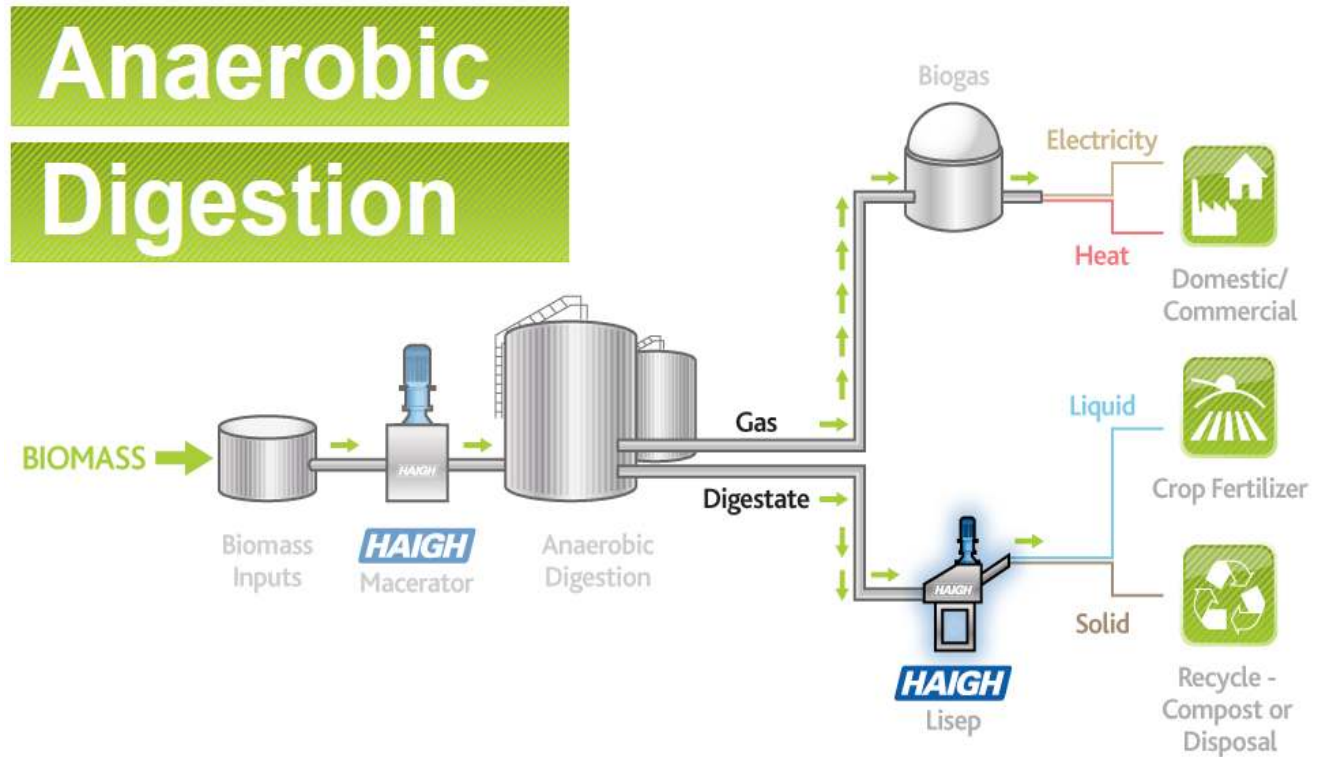 Anaerobic
Digestion
Biogas
Electricity
Heat
Domestic/
Commercial
BIOMASS
Biomass
Inputs
HAIGH
HAIGH
Macerator
Anaerobic
Digestion
Gas
Digestate
Liquid
Crop Fertilizer
HAIGH
HAIGH
Lisep
Solid
Recycle -
Compost or
Disposal